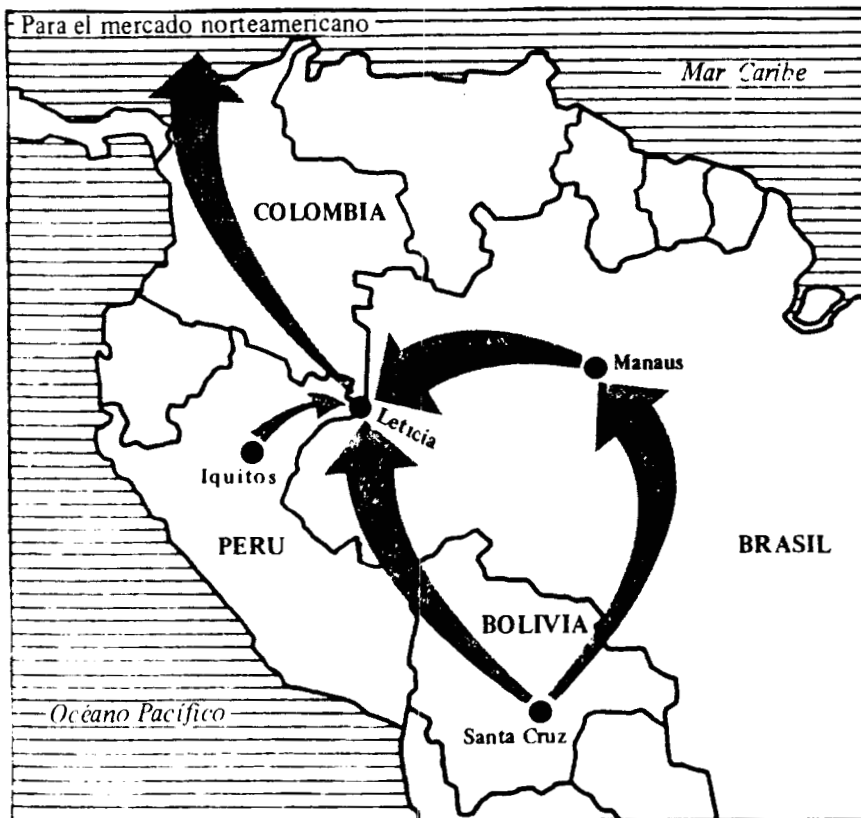 Para el mercado norteamericano
Mar Caribe
COLOMBIA
Manaus
Leticia
Iquitos
PERU
BRASIL
BOLIVIA
Océano Pacífico
Santa Cruz